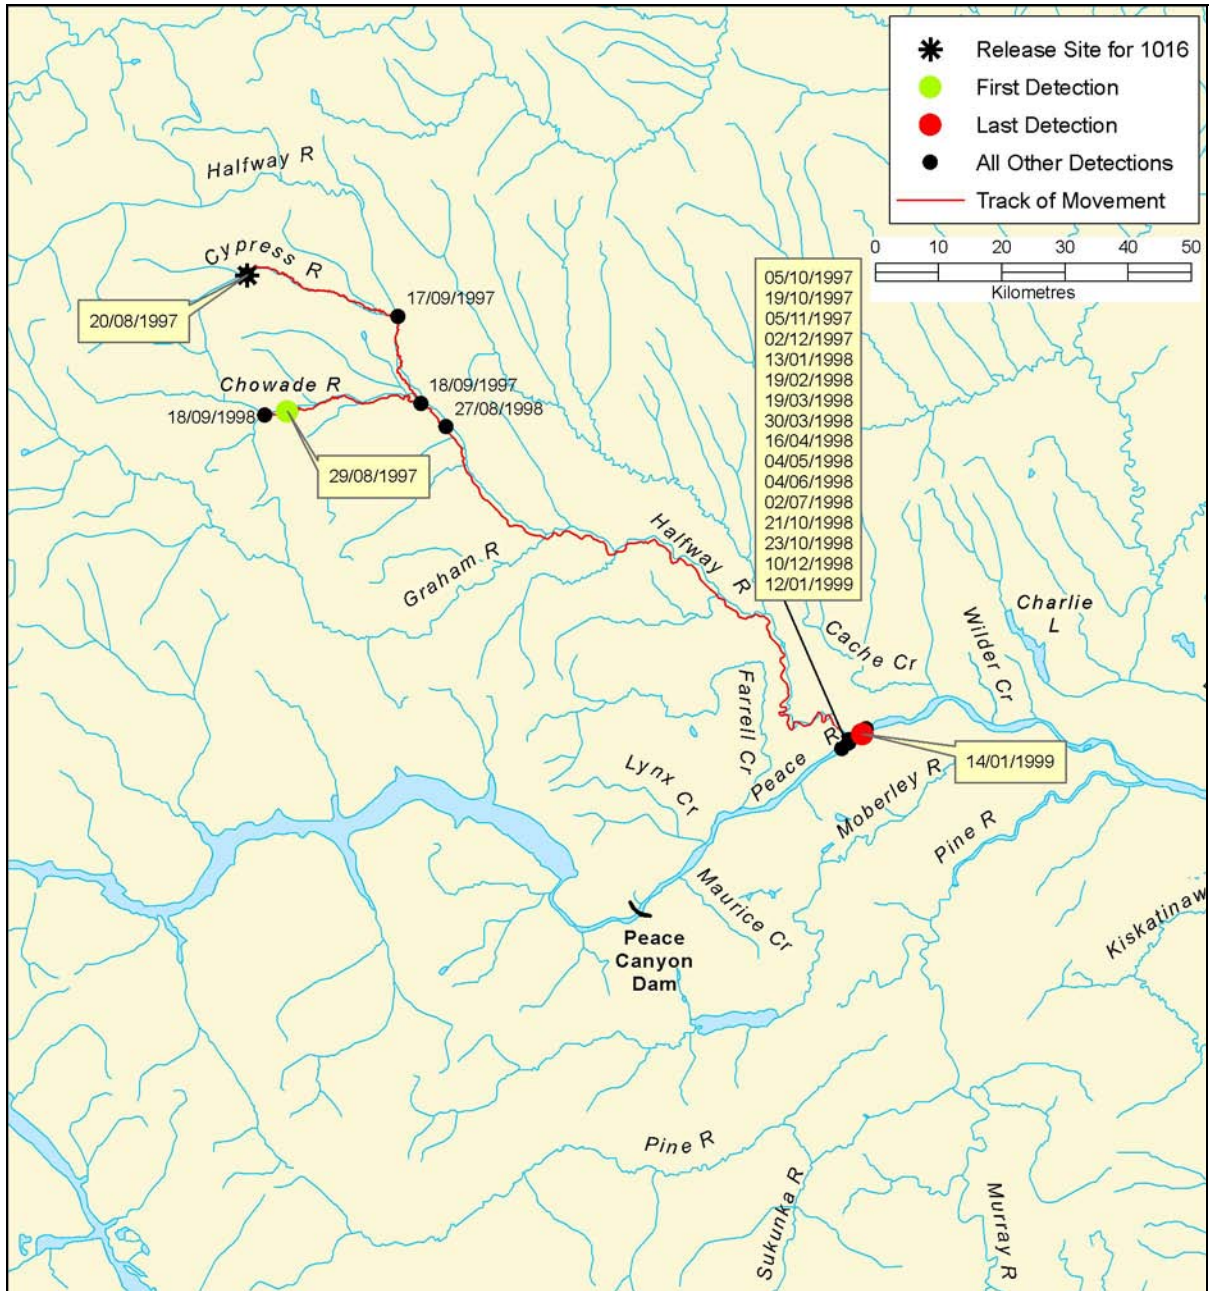 Release Site for 1016
First Detection
Last Detection
All Other Detections
Track of Movement
0 10 20 30 40 50
Kilometres
Halfway R
Cypress R
20/08/1997
17/09/1997
Chowade R
18/09/1997
27/08/1998
18/09/1998
29/08/1997
05/10/1997
19/10/1997
05/11/1997
02/12/1997
13/01/1998
19/02/1998
19/03/1998
30/03/1998
16/04/1998
04/05/1998
04/06/1998
02/07/1998
21/10/1998
23/10/1998
10/12/1998
12/01/1999
Graham R
Halfway R
Cache Cr
Wilder Cr
Charlie
L
Farrell Cr
Lynx Cr
Peace R
14/01/1999
Moberley R
Pine R
Maurice Cr
Kiskatinaw
Peace
Canyon
Dam
Pine R
Sukunka R
Murray R